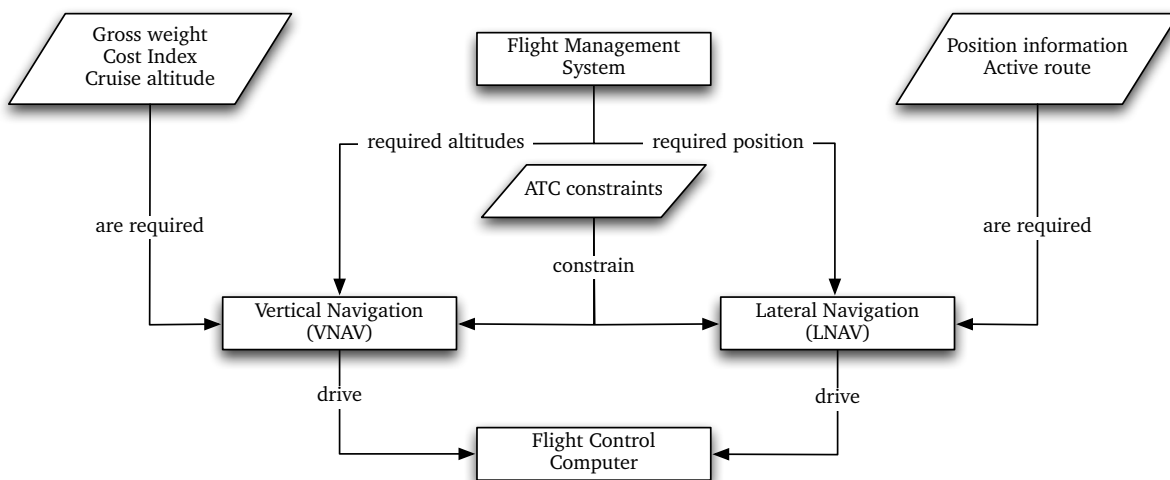 Gross weight
Cost Index
Cruise altitude
Flight Management
System
Position information
Active route
required altitudes
required position
ATC constraints
are required
are required
constrain
Vertical Navigation
(VNAV)
Lateral Navigation
(LNAV)
drive
drive
Flight Control
Computer